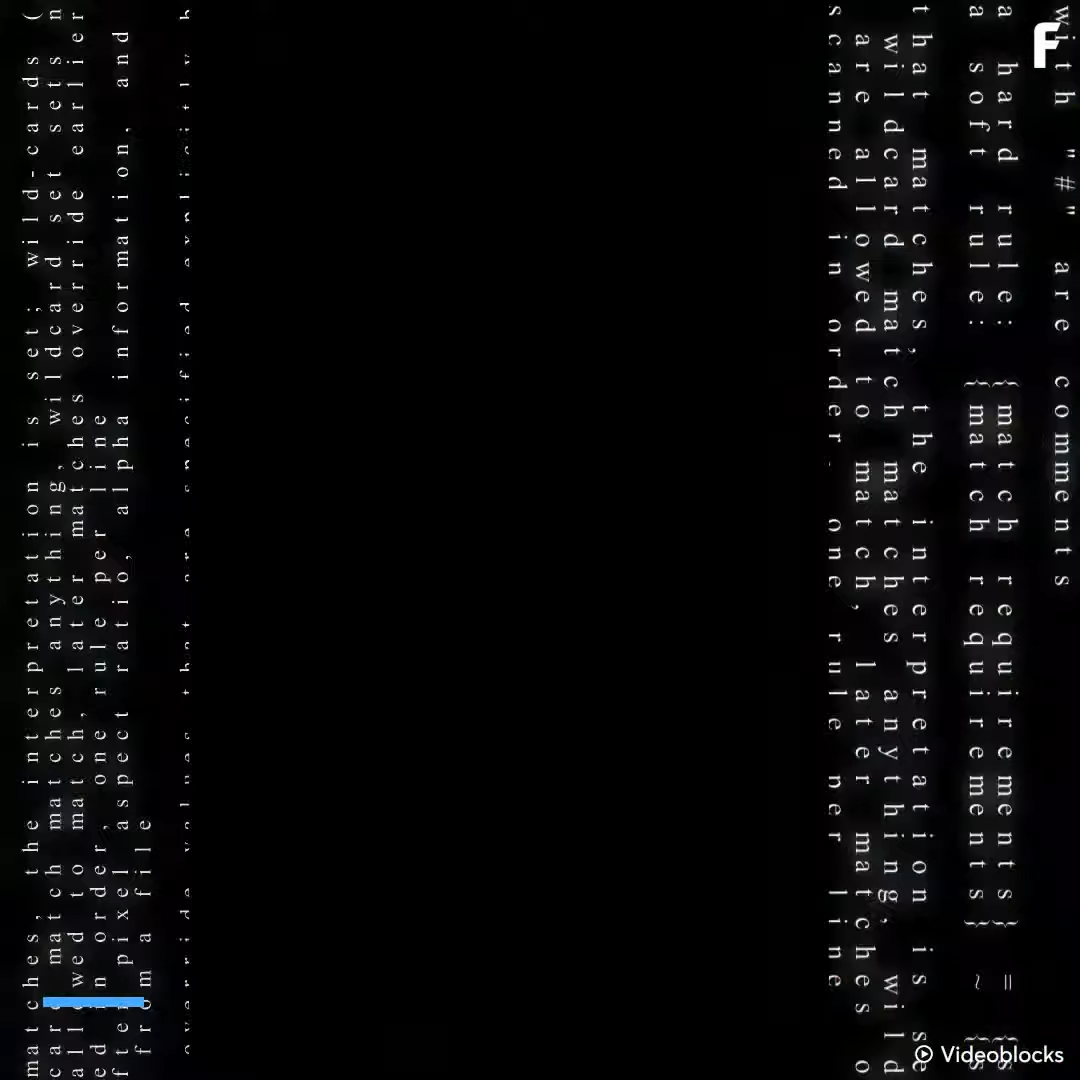 matches, the interpretation is set; wild-cards (
card match matches anything, wildcard set sets n
allowed to match, later matches override earlier
ed in order, one rule per line
fter pixel aspect ratio, alpha information, and
from a file
with "#" are comments
a hard rule: {match requirements} = {s
a soft rule: {match requirements} ~ {s
that matches, the interpretation is se
wildcard match matches anything, wild
are allowed to match, later matches o
scanned in order. one rule per line
F
Videoblocks